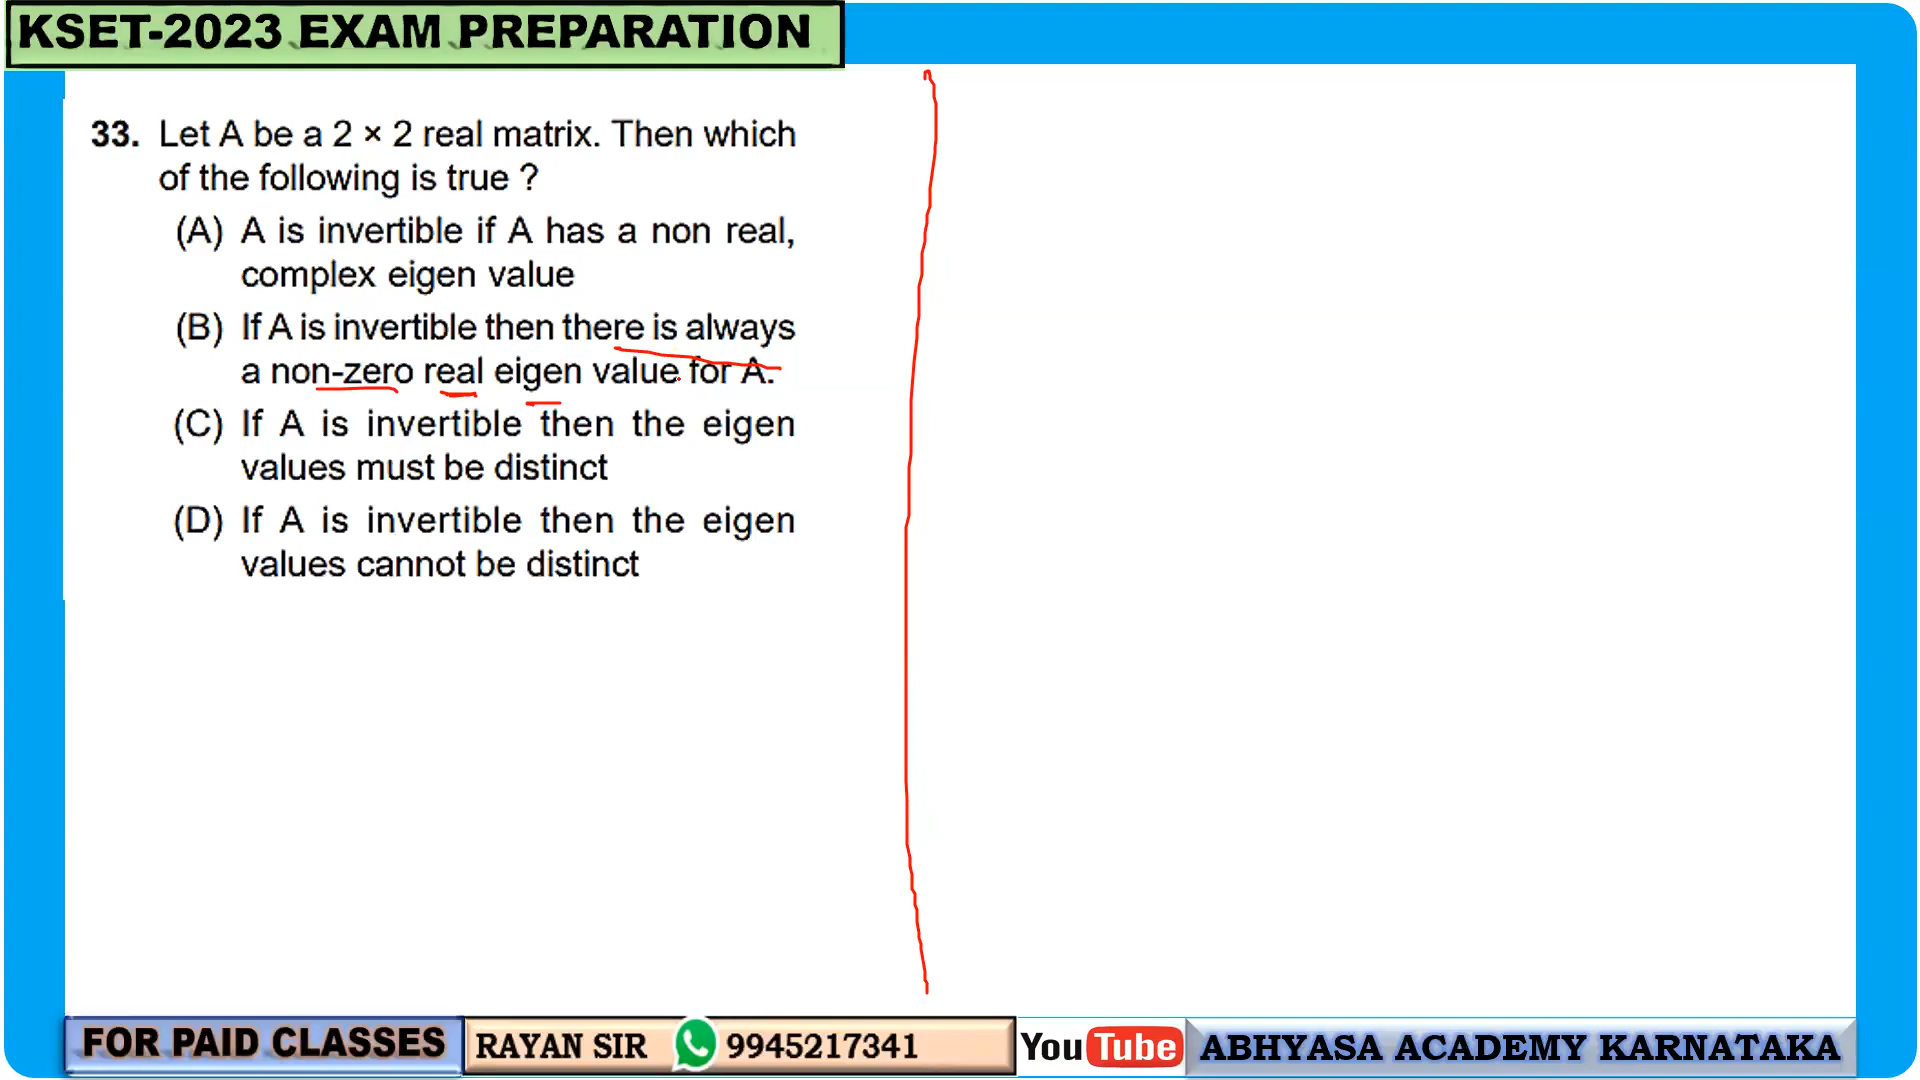 KSET-2023 EXAM PREPARATION
33. Let A be a 2 × 2 real matrix. Then which
of the following is true ?
(A) A is invertible if A has a non real,
complex eigen value
(B) If A is invertible then there is always
a non-zero real eigen value for A.
(C) If A is invertible then the eigen
values must be distinct
(D) If A is invertible then the eigen
values cannot be distinct
FOR PAID CLASSES RAYAN SIR 9945217341 YouTube ABHYASA ACADEMY KARNATAKA